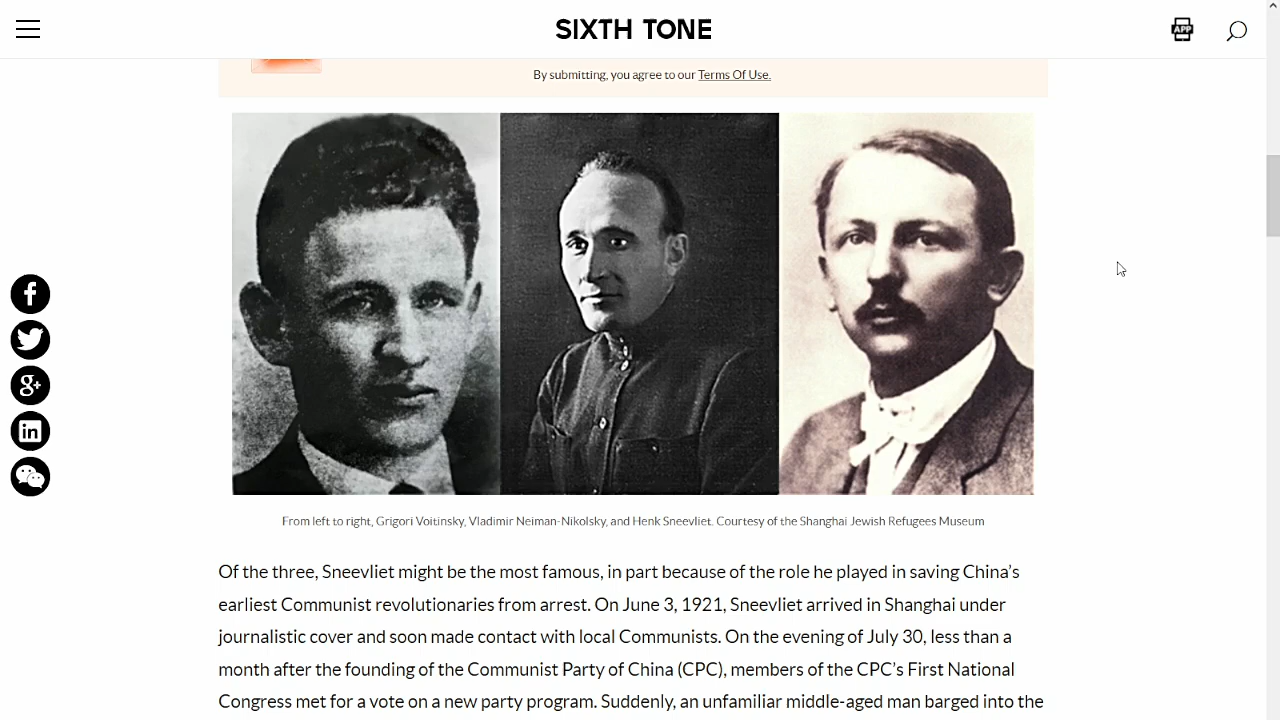 SIXTH TONE
APP
By submitting, you agree to our Terms Of Use.
From left to right, Grigori Voitinsky, Vladimir Neiman-Nikolsky, and Henk Sneevliet. Courtesy of the Shanghai Jewish Refugees Museum
Of the three, Sneevliet might be the most famous, in part because of the role he played in saving China’s
earliest Communist revolutionaries from arrest. On June 3, 1921, Sneevliet arrived in Shanghai under
journalistic cover and soon made contact with local Communists. On the evening of July 30, less than a
month after the founding of the Communist Party of China (CPC), members of the CPC’s First National
Congress met for a vote on a new party program. Suddenly, an unfamiliar middle-aged man barged into the